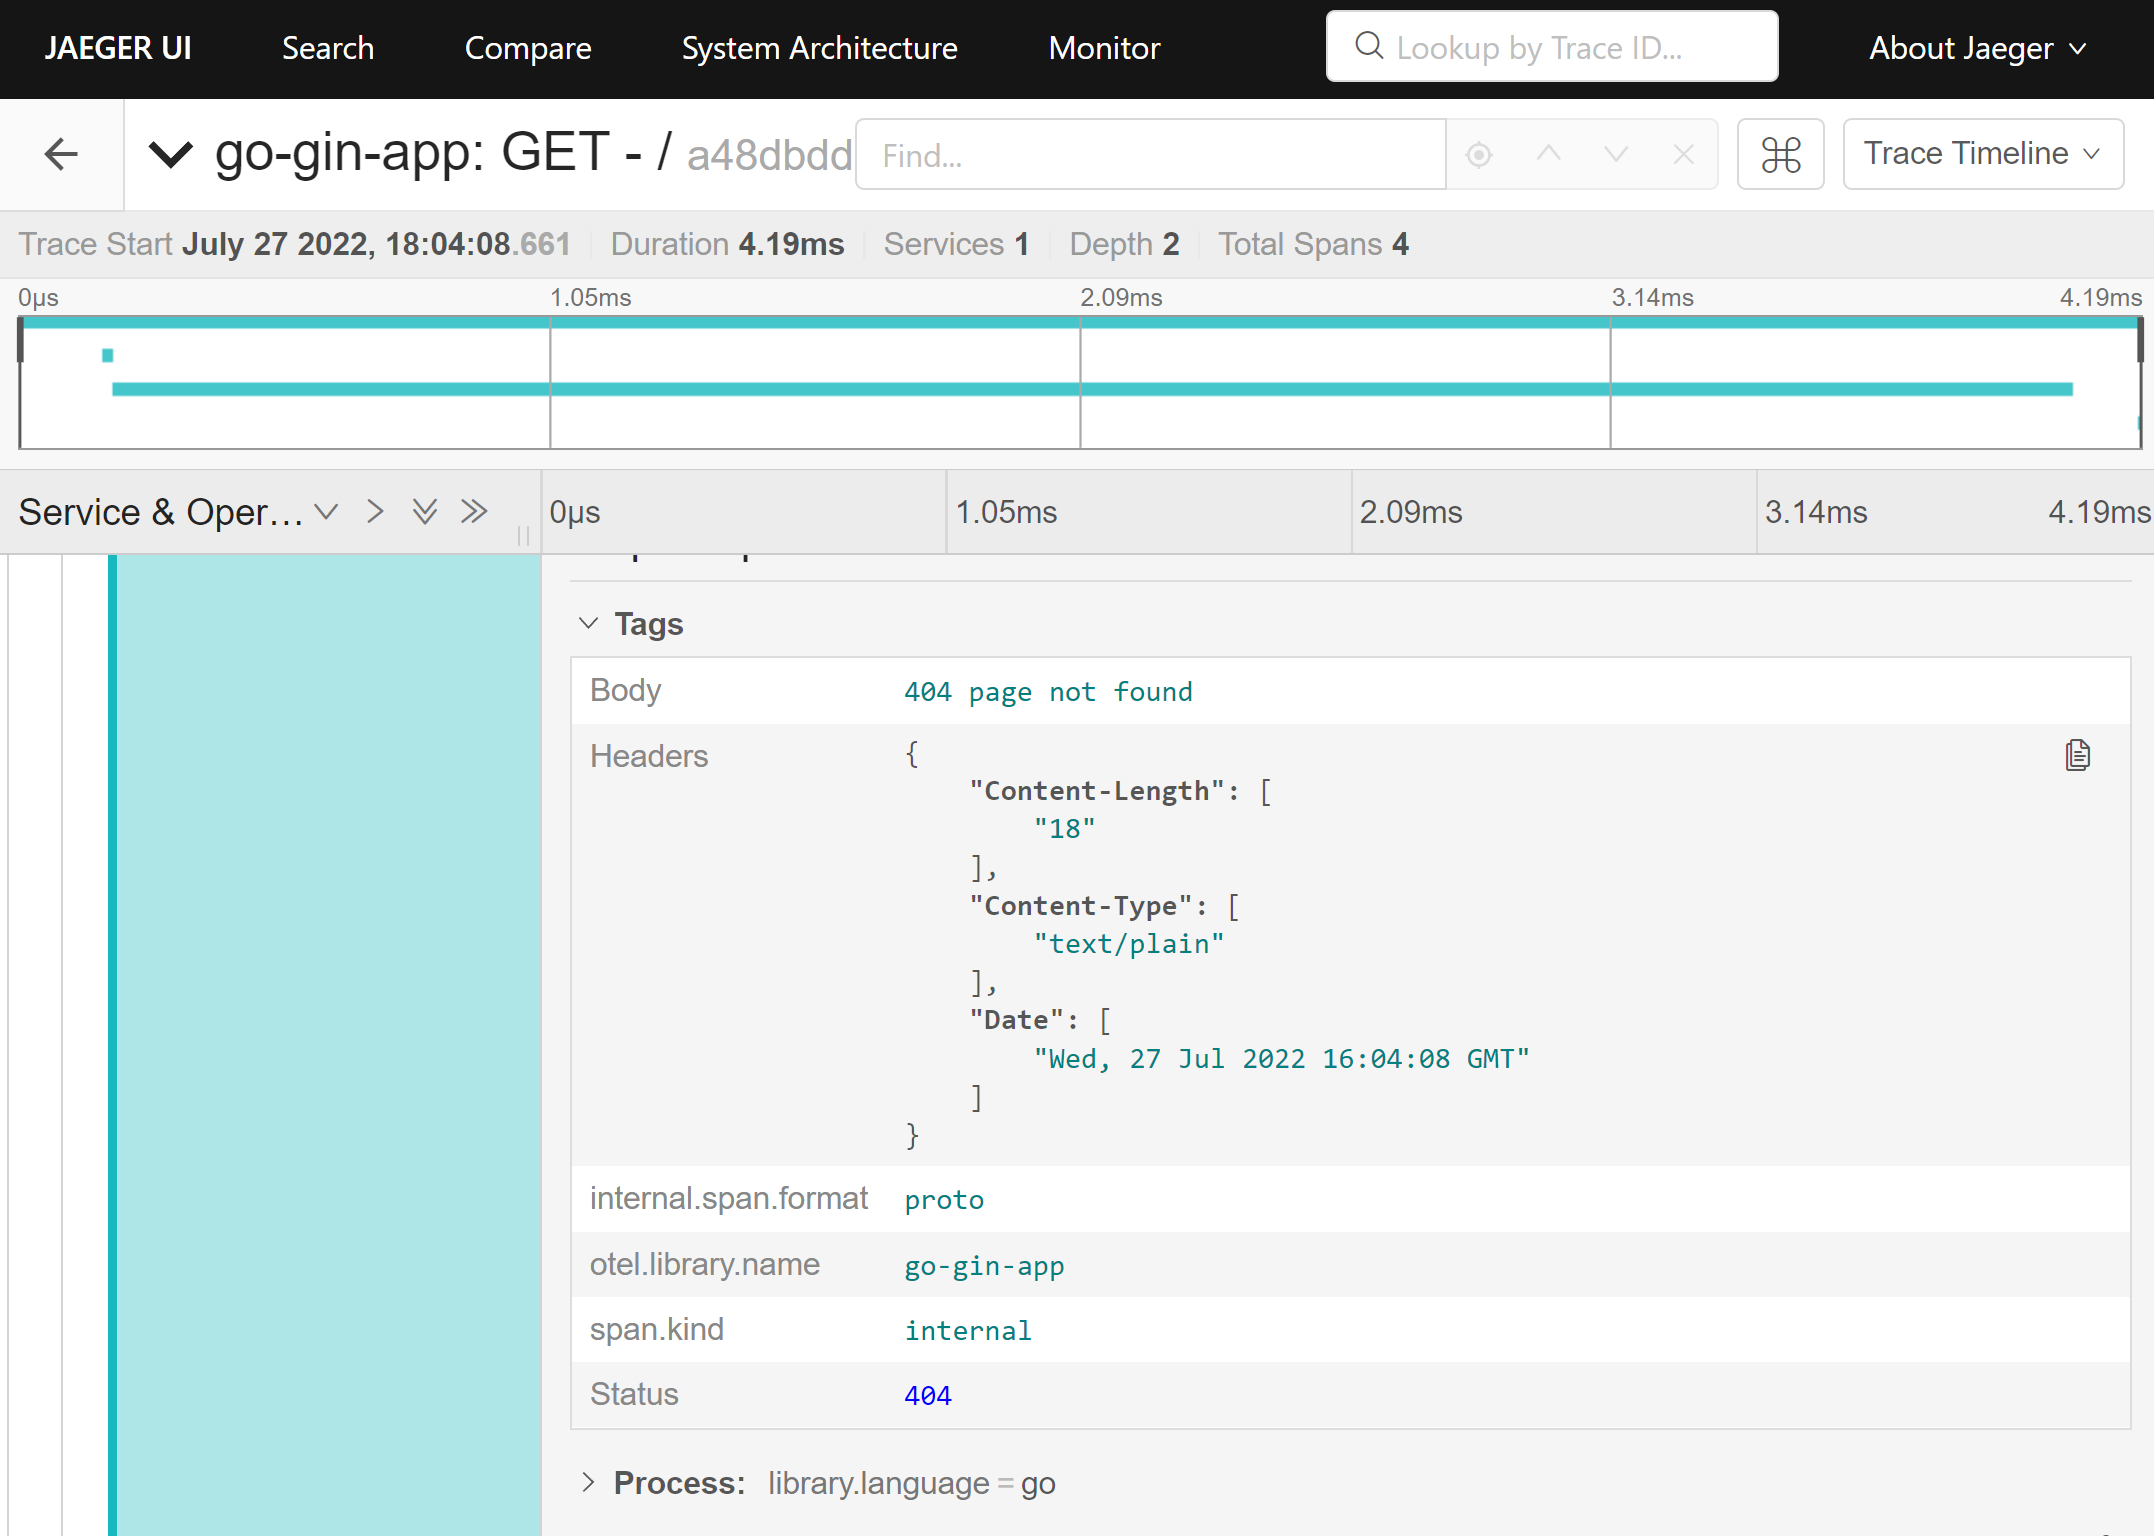 JAEGER UI Search Compare System Architecture Monitor Lookup by Trace ID... About Jaeger
go-gin-app: GET - / a48dbdd Find... Trace Timeline
Trace Start July 27 2022, 18:04:08.661 Duration 4.19ms Services 1 Depth 2 Total Spans 4
0μs 1.05ms 2.09ms 3.14ms 4.19ms
Service & Oper... 0μs 1.05ms 2.09ms 3.14ms 4.19ms
Tags
Body 404 page not found
Headers {
"Content-Length": [
"18"
],
"Content-Type": [
"text/plain"
],
"Date": [
"Wed, 27 Jul 2022 16:04:08 GMT"
]
}
internal.span.format proto
otel.library.name go-gin-app
span.kind internal
Status 404
Process: library.language = go